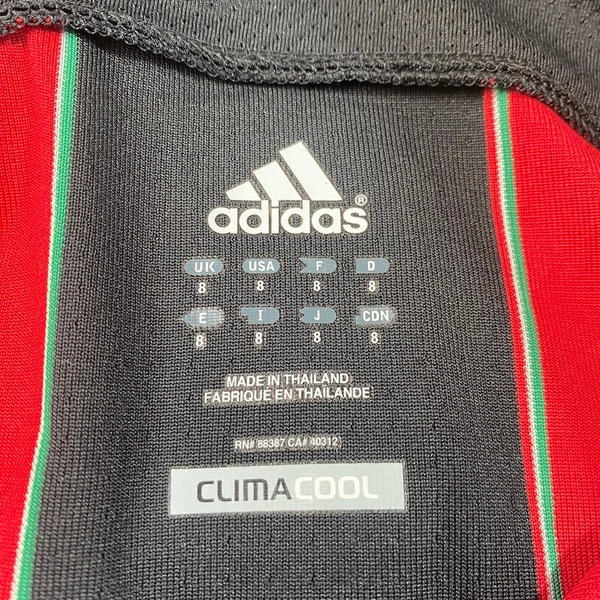 adidas®
UK USA F D
8 8 8 8
E I J CDN
8 8 8 8
MADE IN THAILAND
FABRIQUÉ EN THAÏLANDE
RN# 88387 CA# 40312
CLIMACOOL